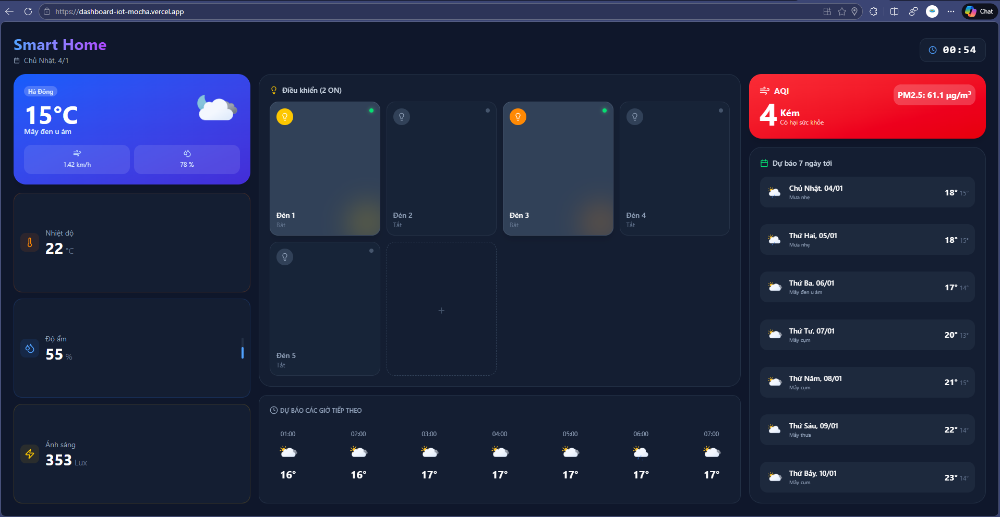 https://dashboard-iot-mocha.vercel.app
Chat
Smart Home
Chủ Nhật, 4/1
00:54
Hà Đông
15°C
Mây đen u ám
1.42 km/h
78 %
Nhiệt độ
22 °C
Độ ẩm
55 %
Ánh sáng
353 Lux
Điều khiển (2 ON)
Đèn 1
Bật
Đèn 2
Tắt
Đèn 3
Bật
Đèn 4
Tắt
Đèn 5
Tắt
+
DỰ BÁO CÁC GIỜ TIẾP THEO
01:00 02:00 03:00 04:00 05:00 06:00 07:00
16° 16° 17° 17° 17° 17° 17°
AQI
PM2.5: 61.1 µg/m³
4 Kém
Có hại sức khỏe
Dự báo 7 ngày tới
Chủ Nhật, 04/01
Mưa nhẹ
18° 15°
Thứ Hai, 05/01
Mưa nhẹ
18° 15°
Thứ Ba, 06/01
Mây đen u ám
17° 14°
Thứ Tư, 07/01
Mây cụm
20° 13°
Thứ Năm, 08/01
Mây cụm
21° 15°
Thứ Sáu, 09/01
Mây thưa
22° 14°
Thứ Bảy, 10/01
Mây cụm
23° 14°